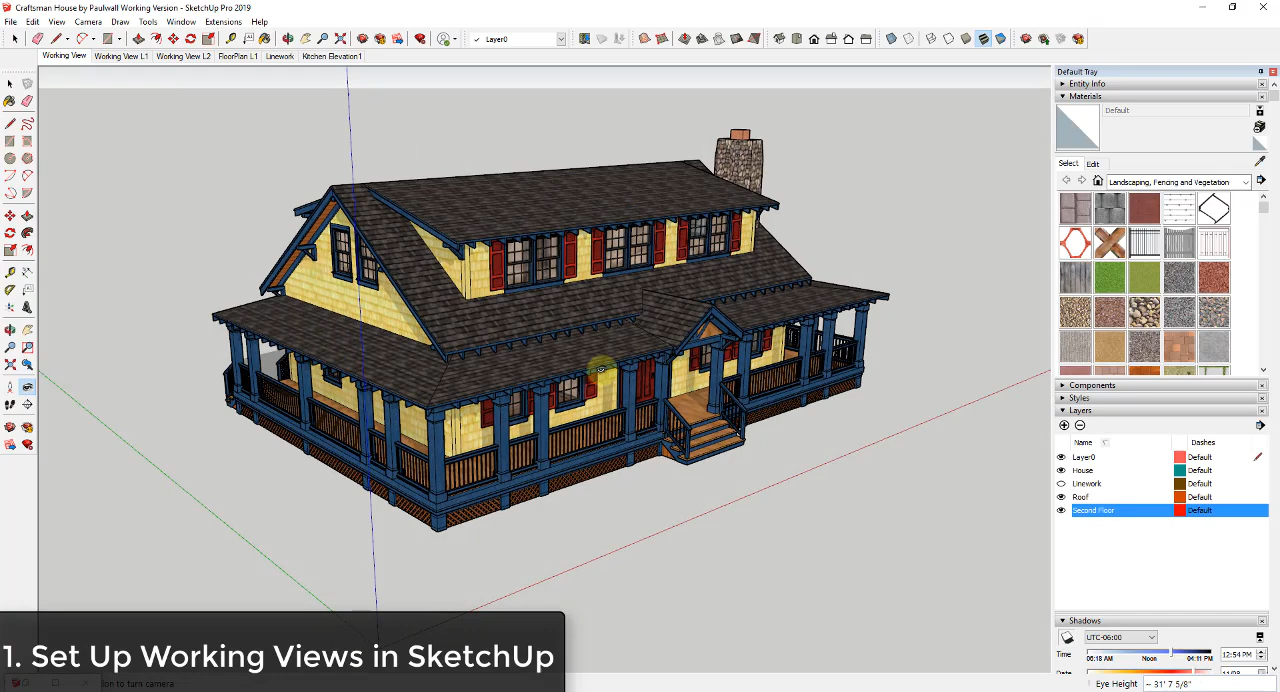 Craftsman House by Paulwall Working Version - SketchUp Pro 2019
File Edit View Camera Draw Tools Window Extensions Help
Layer0
Working View Working View L1 Working View L2 FloorPlan L1 Linework Kitchen Elevation1
Default Tray
Entity Info
Materials
Default
Select Edit
Landscaping, Fencing and Vegetation
Components
Styles
Layers
Name Dashes
Layer0 Default
House Default
Linework Default
Roof Default
Second Floor Default
Shadows
UTC-06:00
Time 06:18 AM Noon 04:11 PM 12:54 PM
1. Set Up Working Views in SketchUp
ion to turn camera
Eye Height ~ 31' 7 5/8"